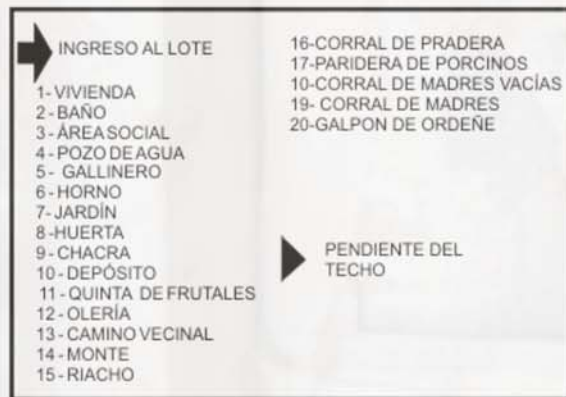 INGRESO AL LOTE
1- VIVIENDA
2 - BAÑO
3 - ÁREA SOCIAL
4 - POZO DE AGUA
5 - GALLINERO
6 - HORNO
7- JARDÍN
8 -HUERTA
9 - CHACRA
10 - DEPÓSITO
11 - QUINTA DE FRUTALES
12 - OLERÍA
13 - CAMINO VECINAL
14 - MONTE
15 - RIACHO
16-CORRAL DE PRADERA
17-PARIDERA DE PORCINOS
10-CORRAL DE MADRES VACÍAS
19- CORRAL DE MADRES
20-GALPON DE ORDEÑE
PENDIENTE DEL
TECHO